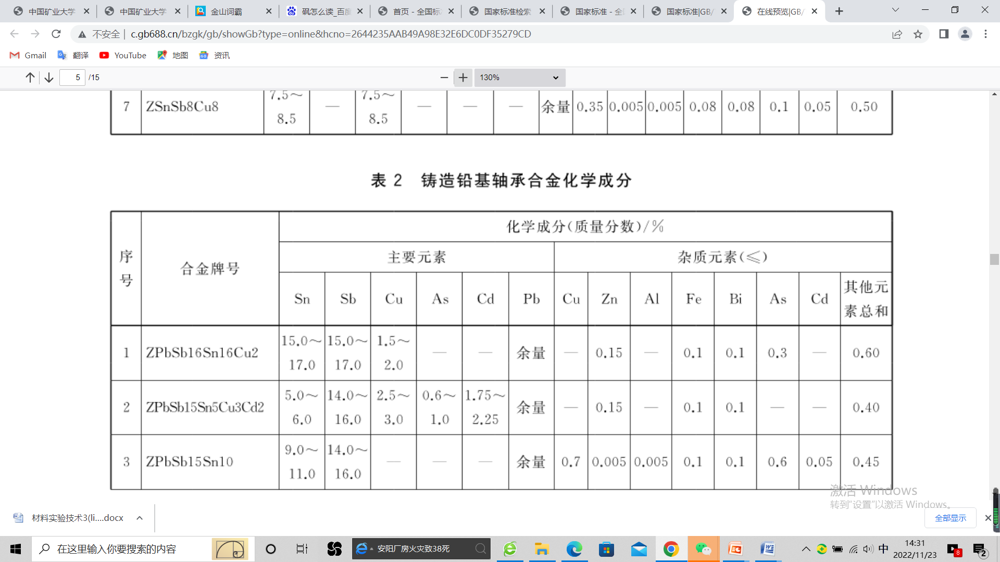 中国矿业大学
中国矿业大学
金山词霸
砜怎么读_百度
首页 - 全国标
国家标准检索
国家标准 - 全
国家标准|GB/
在线预览|GB/
不安全 | c.gb688.cn/bzgk/gb/showGb?type=online&hcno=2644235AAB49A98E32E6DC0DF35279CD
Gmail 翻译 YouTube 地图 资讯
5 /15 130%
7 ZSnSb8Cu8 7.5～8.5 — 7.5～8.5 — — — 余量 0.35 0.005 0.005 0.08 0.08 0.1 0.05 0.50
表 2 铸造铅基轴承合金化学成分
序号 合金牌号 化学成分(质量分数)/%
主要元素 杂质元素(≤)
Sn Sb Cu As Cd Pb Cu Zn Al Fe Bi As Cd 其他元素总和
1 ZPbSb16Sn16Cu2 15.0～17.0 15.0～17.0 1.5～2.0 — — 余量 — 0.15 — 0.1 0.1 0.3 — 0.60
2 ZPbSb15Sn5Cu3Cd2 5.0～6.0 14.0～16.0 2.5～3.0 0.6～1.0 1.75～2.25 余量 — 0.15 — 0.1 0.1 — — 0.40
3 ZPbSb15Sn10 9.0～11.0 14.0～16.0 — — — 余量 0.7 0.005 0.005 0.1 0.1 0.6 0.05 0.45
激活 Windows
转到“设置”以激活 Windows。
材料实验技术3(li....docx
全部显示
在这里输入你要搜索的内容
安阳厂房火灾致38死
中
14:31
2022/11/23
8
2